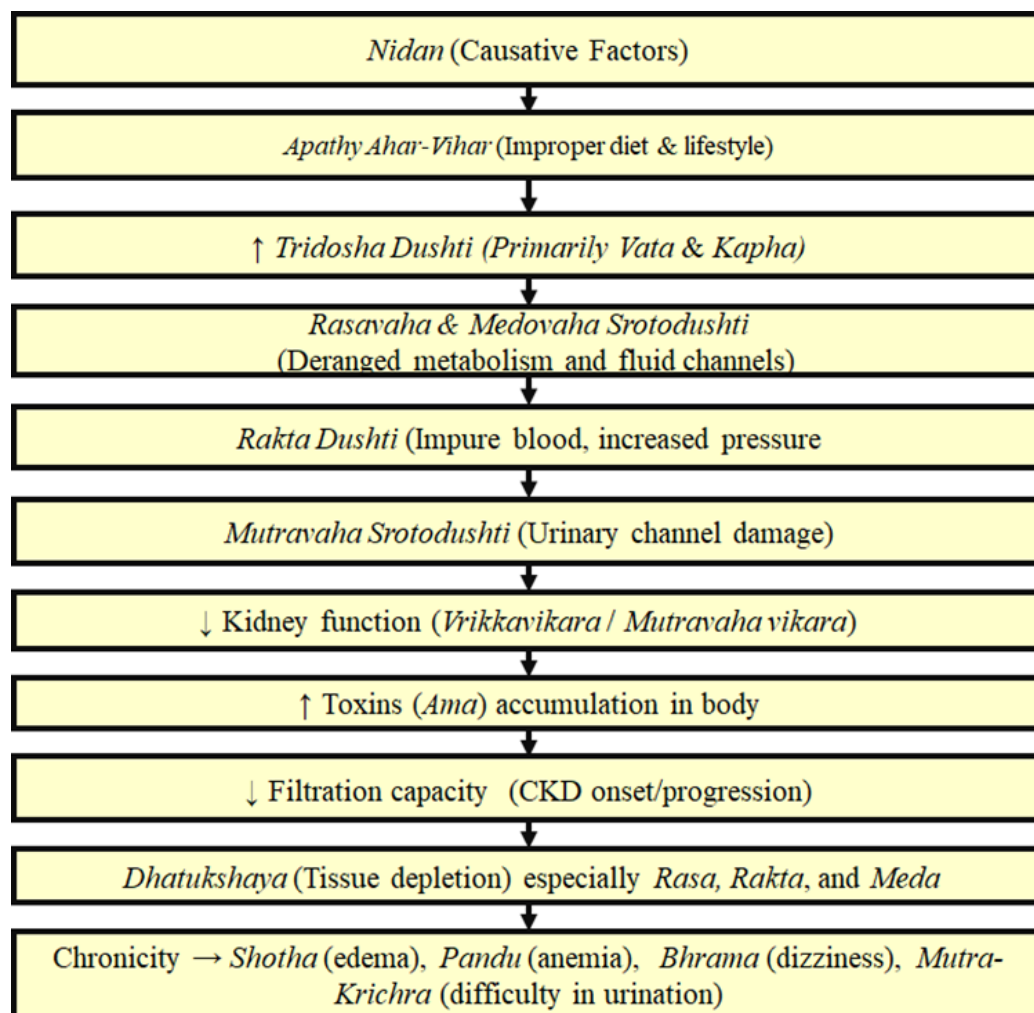 Nidan (Causative Factors)
Apathy Ahar-Vihar (Improper diet & lifestyle)
↑ Tridosha Dushti (Primarily Vata & Kapha)
Rasavaha & Medovaha Srotodushti
(Deranged metabolism and fluid channels)
Rakta Dushti (Impure blood, increased pressure
Mutravaha Srotodushti (Urinary channel damage)
↓ Kidney function (Vrikkavikara / Mutravaha vikara)
↑ Toxins (Ama) accumulation in body
↓ Filtration capacity (CKD onset/progression)
Dhatukshaya (Tissue depletion) especially Rasa, Rakta, and Meda
Chronicity → Shotha (edema), Pandu (anemia), Bhrama (dizziness), Mutra-
Krichra (difficulty in urination)